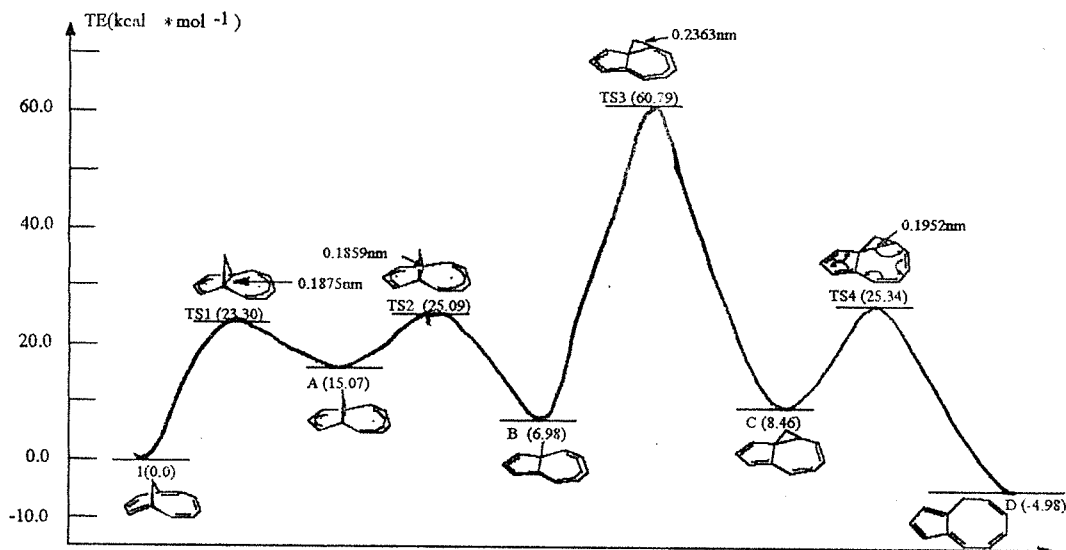 TE(kcal *mol -1 )
0.2363nm
TS3 (60.79)
60.0
40.0
0.1952nm
0.1859nm
0.1875nm
TS1 (23.30)
TS2 (25.09)
TS4 (25.34)
20.0
A (15.07)
B (6.98)
C (8.46)
0.0
1(0.0)
D (-4.98)
-10.0